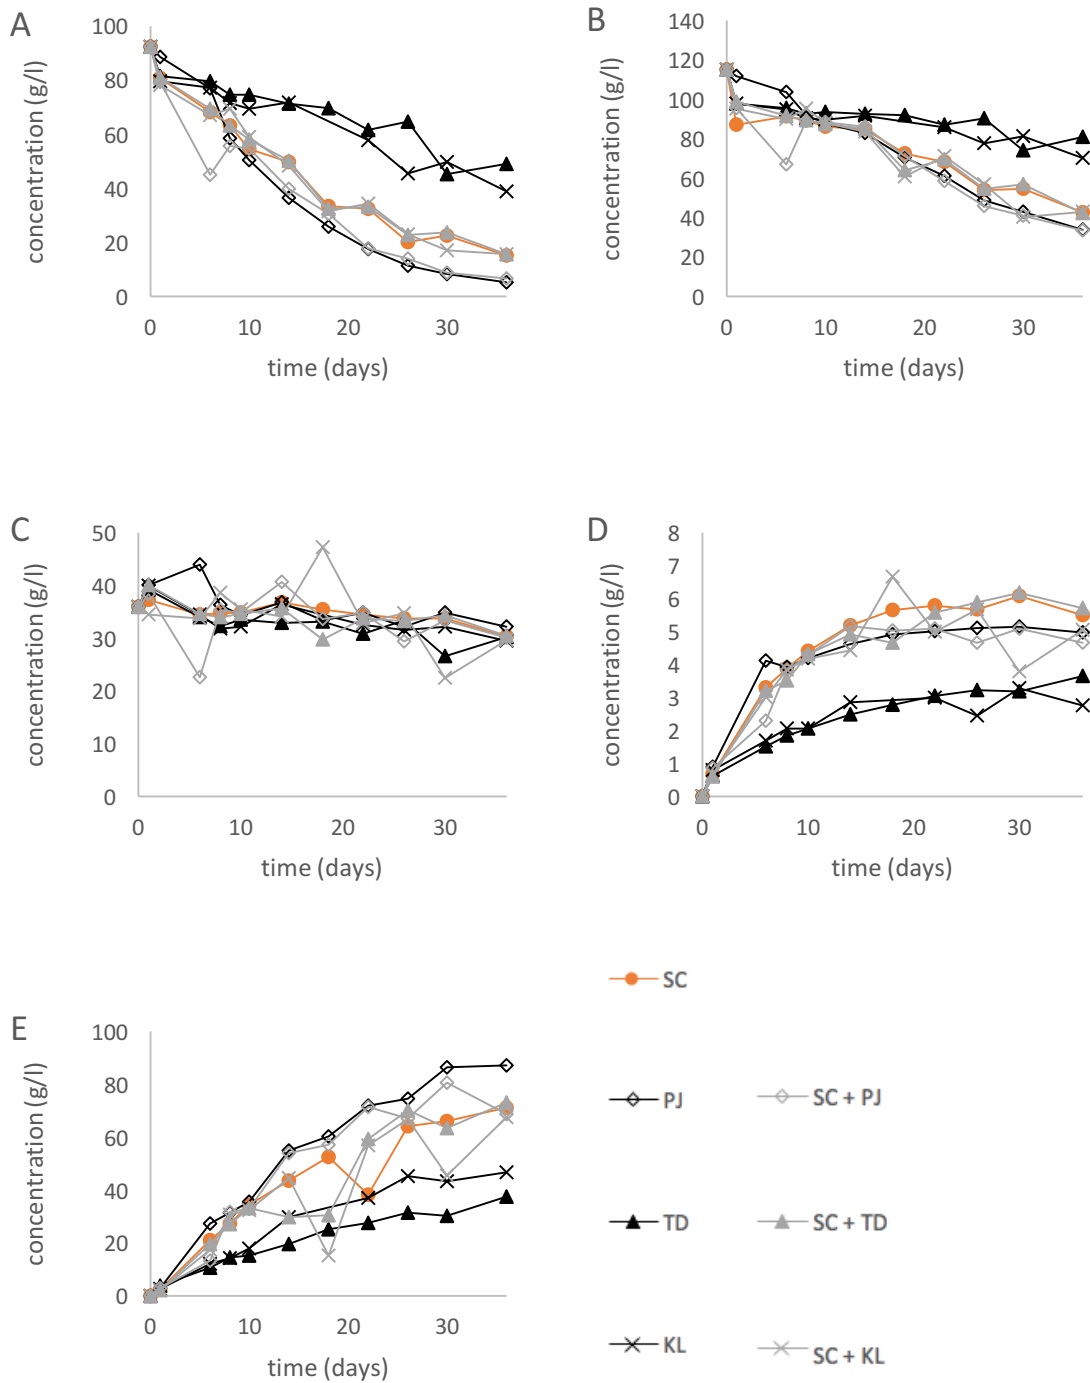 A
concentration (g/l)
100
80
60
40
20
0
0 10 20 30
time (days)
B
concentration (g/l)
140
120
100
80
60
40
20
0
0 10 20 30
time (days)
C
concentration (g/l)
50
40
30
20
10
0
0 10 20 30
time (days)
D
concentration (g/l)
8
7
6
5
4
3
2
1
0
0 10 20 30
time (days)
E
concentration (g/l)
100
80
60
40
20
0
0 10 20 30
time (days)
SC
PJ SC + PJ
TD SC + TD
KL SC + KL